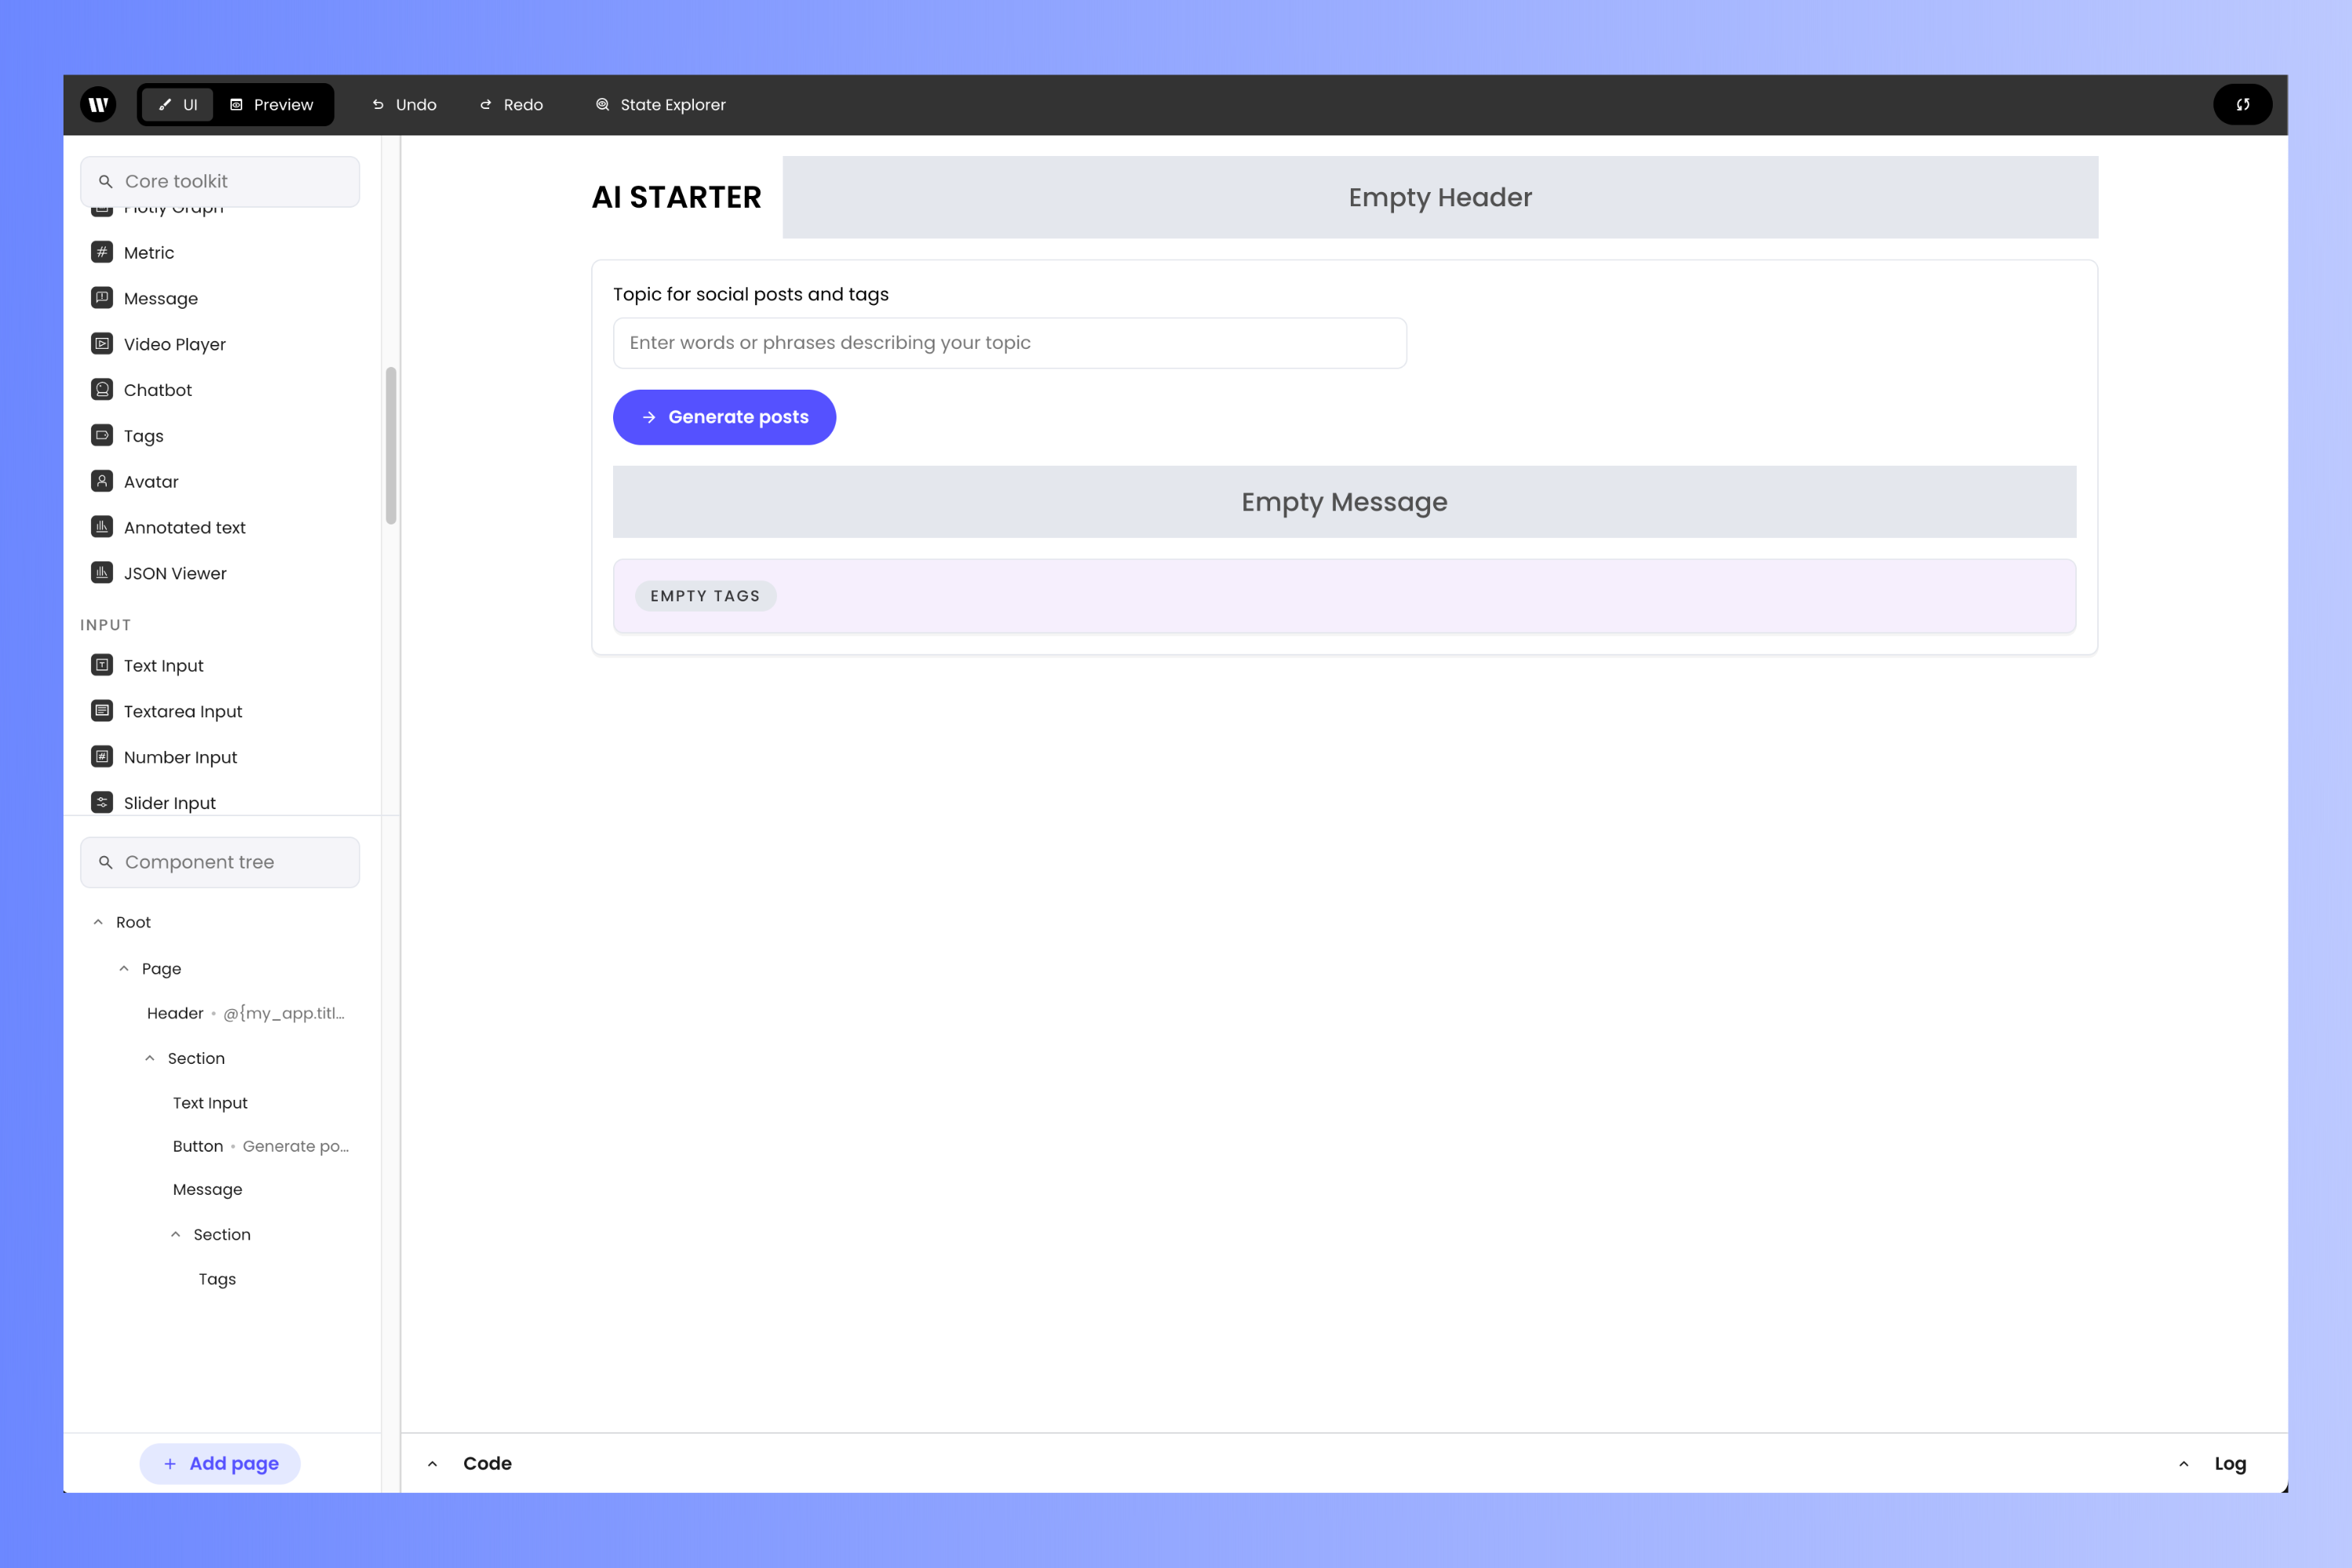 UI
Preview
Undo
Redo
State Explorer
Core toolkit
Plotly Graph
Metric
Message
Video Player
Chatbot
Tags
Avatar
Annotated text
JSON Viewer
INPUT
Text Input
Textarea Input
Number Input
Slider Input
Component tree
Root
Page
Header • @{my_app.titl...
Section
Text Input
Button • Generate po...
Message
Section
Tags
+ Add page
AI STARTER
Empty Header
Topic for social posts and tags
Enter words or phrases describing your topic
Generate posts
Empty Message
EMPTY TAGS
Code
Log